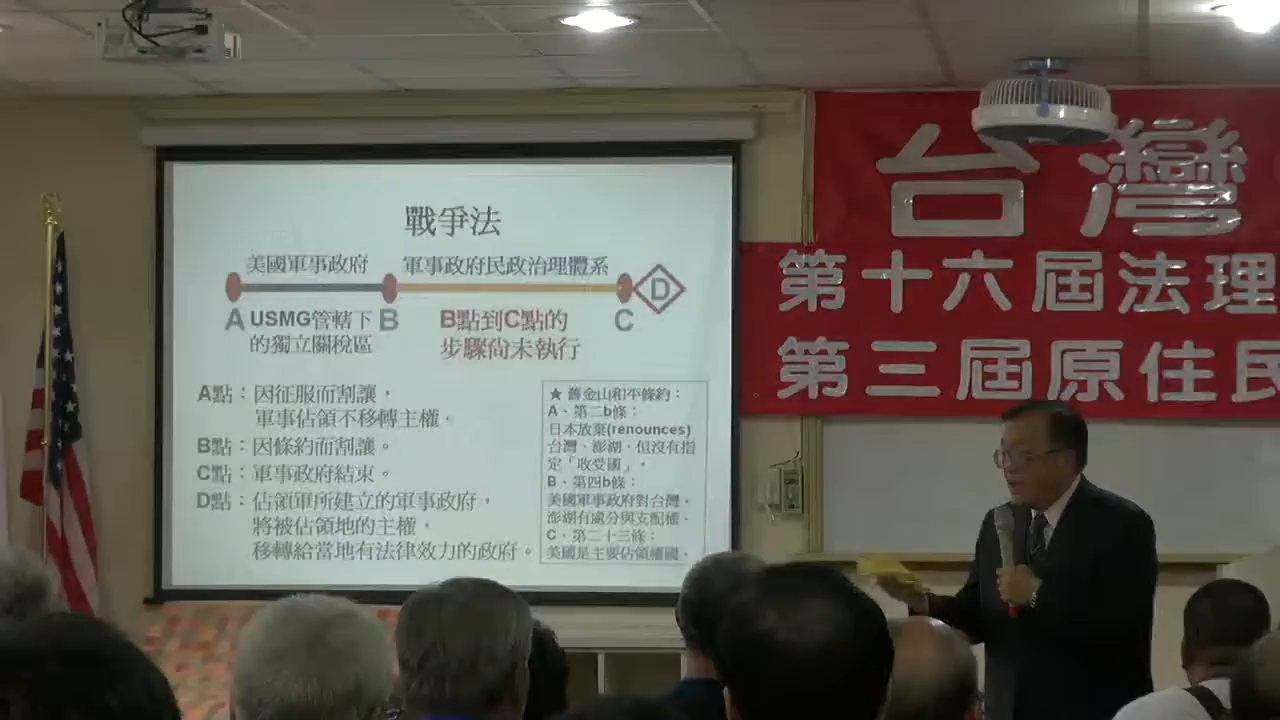 戰爭法
美國軍事政府 軍事政府民政治理體系
A B C D
USMG管轄下
的獨立關稅區
B點到C點的
步驟尚未執行
A點：因征服而割讓，
軍事佔領不移轉主權。
B點：因條約而割讓。
C點：軍事政府結束。
D點：佔領軍所建立的軍事政府，
將被佔領地的主權，
移轉給當地有法律效力的政府。
★ 舊金山和平條約：
A、第二b條：
日本放棄(renounces)
台灣、澎湖，但沒有指
定「收受國」。
B、第四b條：
美國軍事政府對台灣、
澎湖有處分與支配權。
C、第二十三條：
美國是主要佔領權國。
台灣
第十六屆法理
第三屆原住民